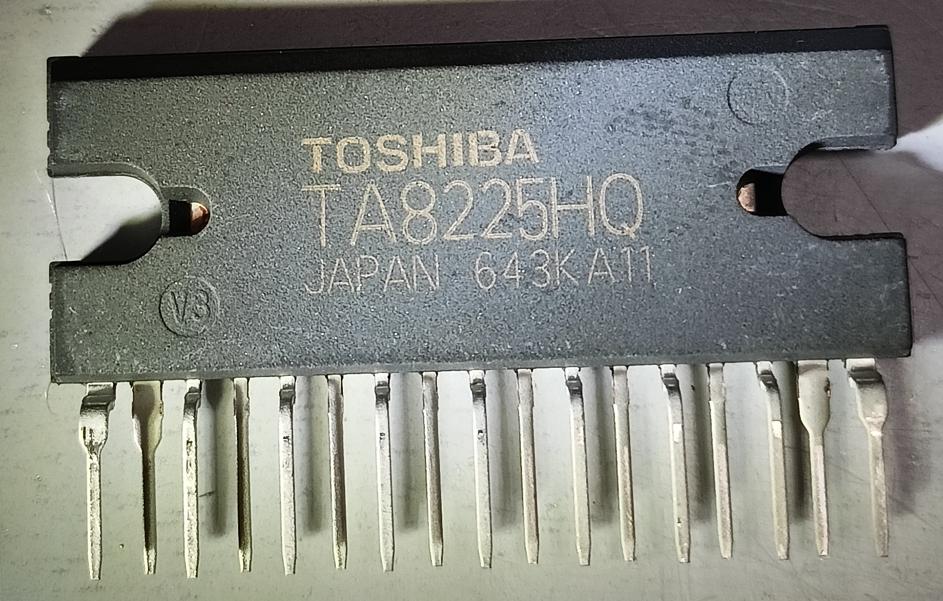 TOSHIBA
TA8225HQ
JAPAN 643KA11
V3